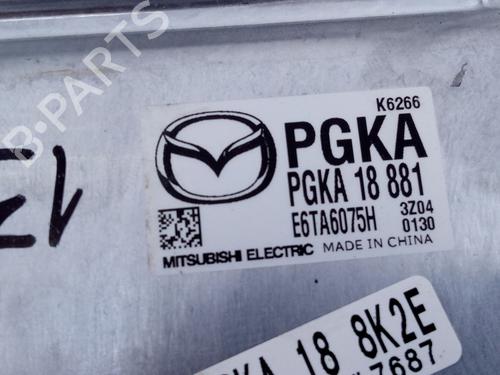 B-PARTS
K6266
PGKA
PGKA 18 881
E6TA6075H
3Z04
0130
MITSUBISHI ELECTRIC MADE IN CHINA
18 8K2E
7687